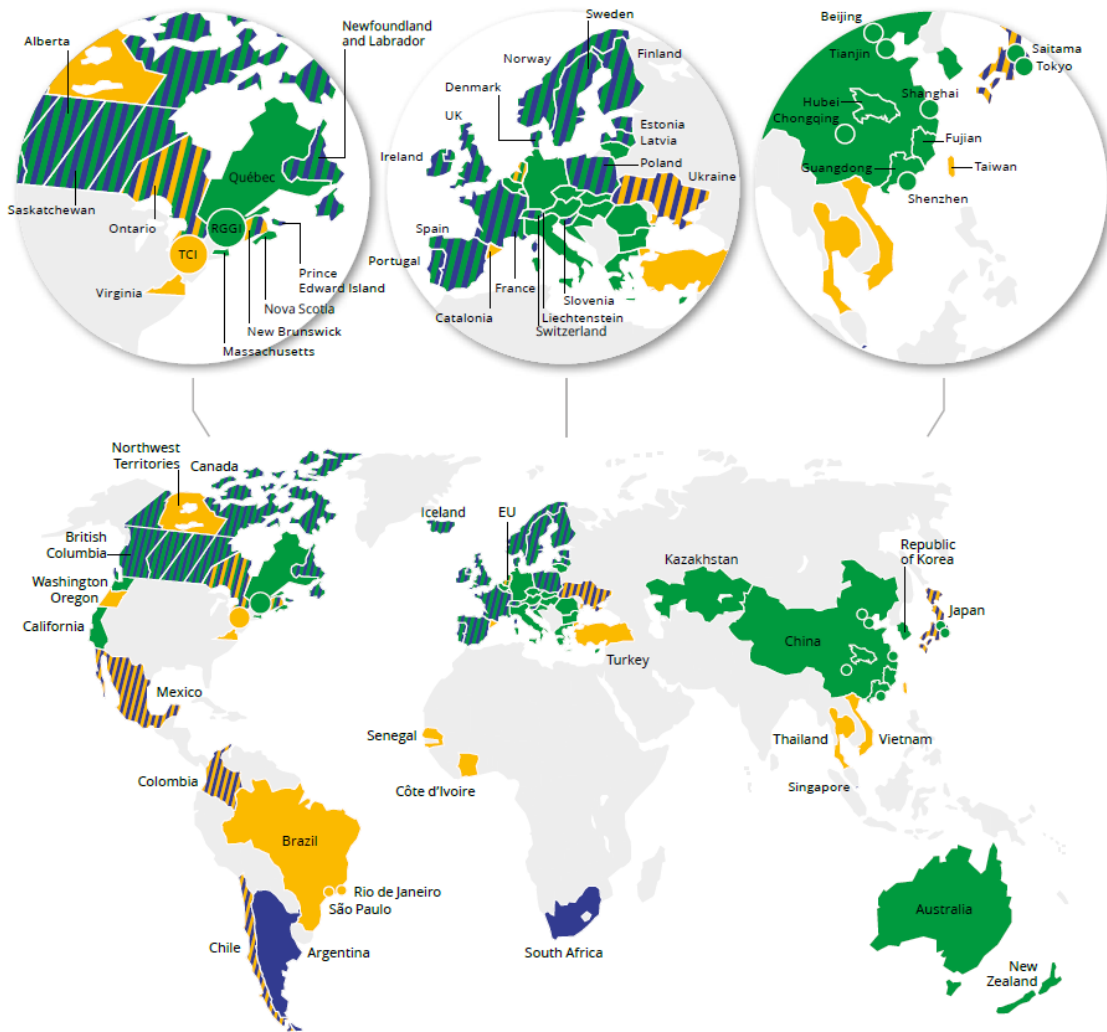 Alberta
Newfoundland
and Labrador
Saskatchewan
Ontario
Québec
RGGI
TCI
Virginia
Prince
Edward Island
Nova Scotia
New Brunswick
Massachusetts
Sweden
Norway
Finland
Denmark
UK
Estonia
Latvia
Ireland
Poland
Ukraine
Spain
Portugal
France
Slovenia
Catalonia
Liechtenstein
Switzerland
Beijing
Tianjin
Saitama
Tokyo
Shanghai
Hubei
Chongqing
Fujian
Guangdong
Taiwan
Shenzhen
Northwest
Territories
Canada
Iceland
EU
British
Columbia
Kazakhstan
Republic
of Korea
Washington
Oregon
California
Japan
China
Turkey
Mexico
Senegal
Thailand
Vietnam
Colombia
Côte d'Ivoire
Singapore
Brazil
Rio de Janeiro
São Paulo
Australia
Chile
Argentina
South Africa
New
Zealand